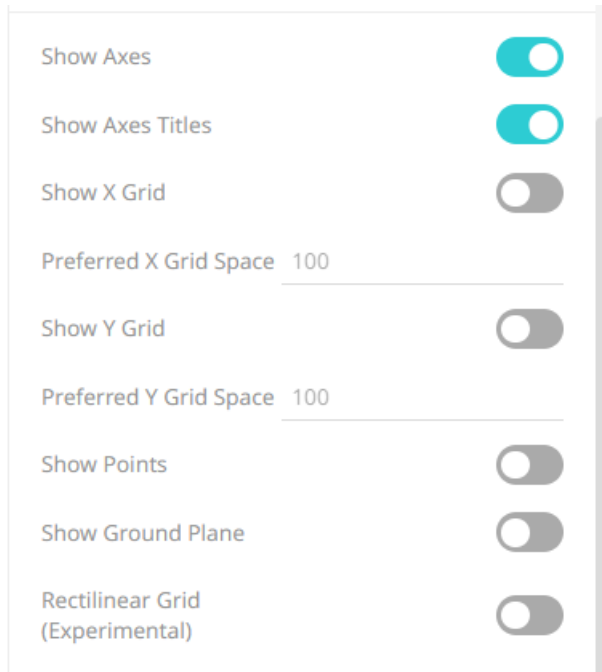 Show Axes
Show Axes Titles
Show X Grid
Preferred X Grid Space 100
Show Y Grid
Preferred Y Grid Space 100
Show Points
Show Ground Plane
Rectilinear Grid
(Experimental)